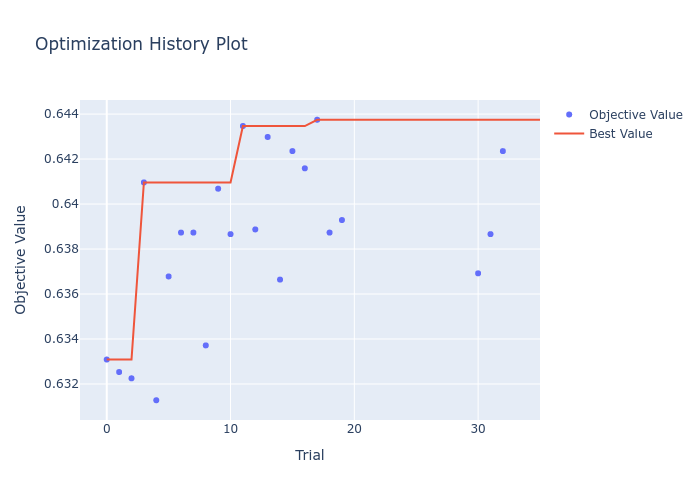 Optimization History Plot
Objective Value
Best Value
0.644
0.642
0.64
0.638
0.636
0.634
0.632
Objective Value
0
10
20
30
Trial